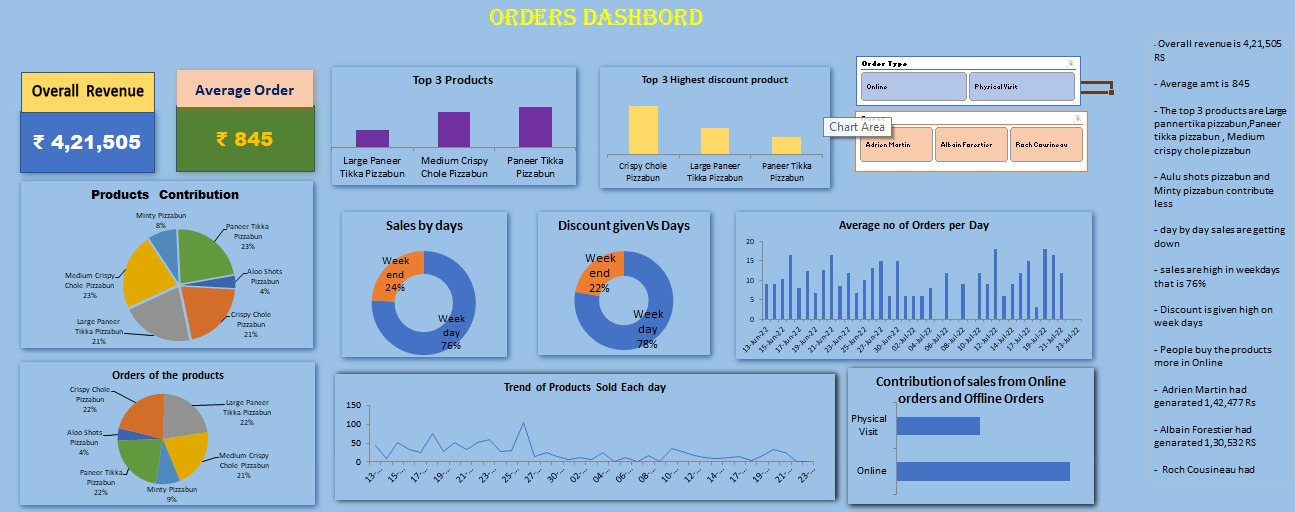 ORDERS DASHBORD
Overall Revenue
₹ 4,21,505
Average Order
₹ 845
Top 3 Products
Large Paneer
Tikka Pizzabun
Medium Crispy
Chole Pizzabun
Paneer Tikka
Pizzabun
Top 3 Highest discount product
Crispy Chole
Pizzabun
Large Paneer
Tikka Pizzabun
Paneer Tikka
Pizzabun
Order Type
Online
Physical Visit
Chart Area
Adrien Martin
Albain Forestier
Roch Cousineau
Products Contribution
Minty Pizzabun
8%
Paneer Tikka
Pizzabun
23%
Aloo Shots
Pizzabun
4%
Crispy Chole
Pizzabun
21%
Large Paneer
Tikka Pizzabun
21%
Medium Crispy
Chole Pizzabun
23%
Sales by days
Week
end
24%
Week
day
76%
Discount given Vs Days
Week
end
22%
Week
day
78%
Average no of Orders per Day
20
15
10
5
0
13-Jun-22
15-Jun-22
17-Jun-22
19-Jun-22
21-Jun-22
23-Jun-22
25-Jun-22
27-Jun-22
30-Jun-22
02-Jul-22
04-Jul-22
06-Jul-22
08-Jul-22
10-Jul-22
12-Jul-22
14-Jul-22
17-Jul-22
19-Jul-22
21-Jul-22
23-Jul-22
Orders of the products
Crispy Chole
Pizzabun
22%
Large Paneer
Tikka Pizzabun
22%
Aloo Shots
Pizzabun
4%
Medium Crispy
Chole Pizzabun
21%
Paneer Tikka
Pizzabun
22%
Minty Pizzabun
9%
Trend of Products Sold Each day
150
100
50
0
13-...
15-...
17-...
19-...
21-...
23-...
25-...
27-...
30-...
02-...
04-...
06-...
08-...
10-...
12-...
14-...
17-...
19-...
21-...
23-...
Contribution of sales from Online
orders and Offline Orders
Physical
Visit
Online
- Overall revenue is 4,21,505
RS
- Average amt is 845
- The top 3 products are Large
pannertika pizzabun,Paneer
tikka pizzabun , Medium
crispy chole pizzabun
- Aulu shots pizzabun and
Minty pizzabun contribute
less
- day by day sales are getting
down
- sales are high in weekdays
that is 76%
- Discount is given high on
week days
- People buy the products
more in Online
- Adrien Martin had
genarated 1,42,477 Rs
- Albain Forestier had
genarated 1,30,532 RS
- Roch Cousineau had